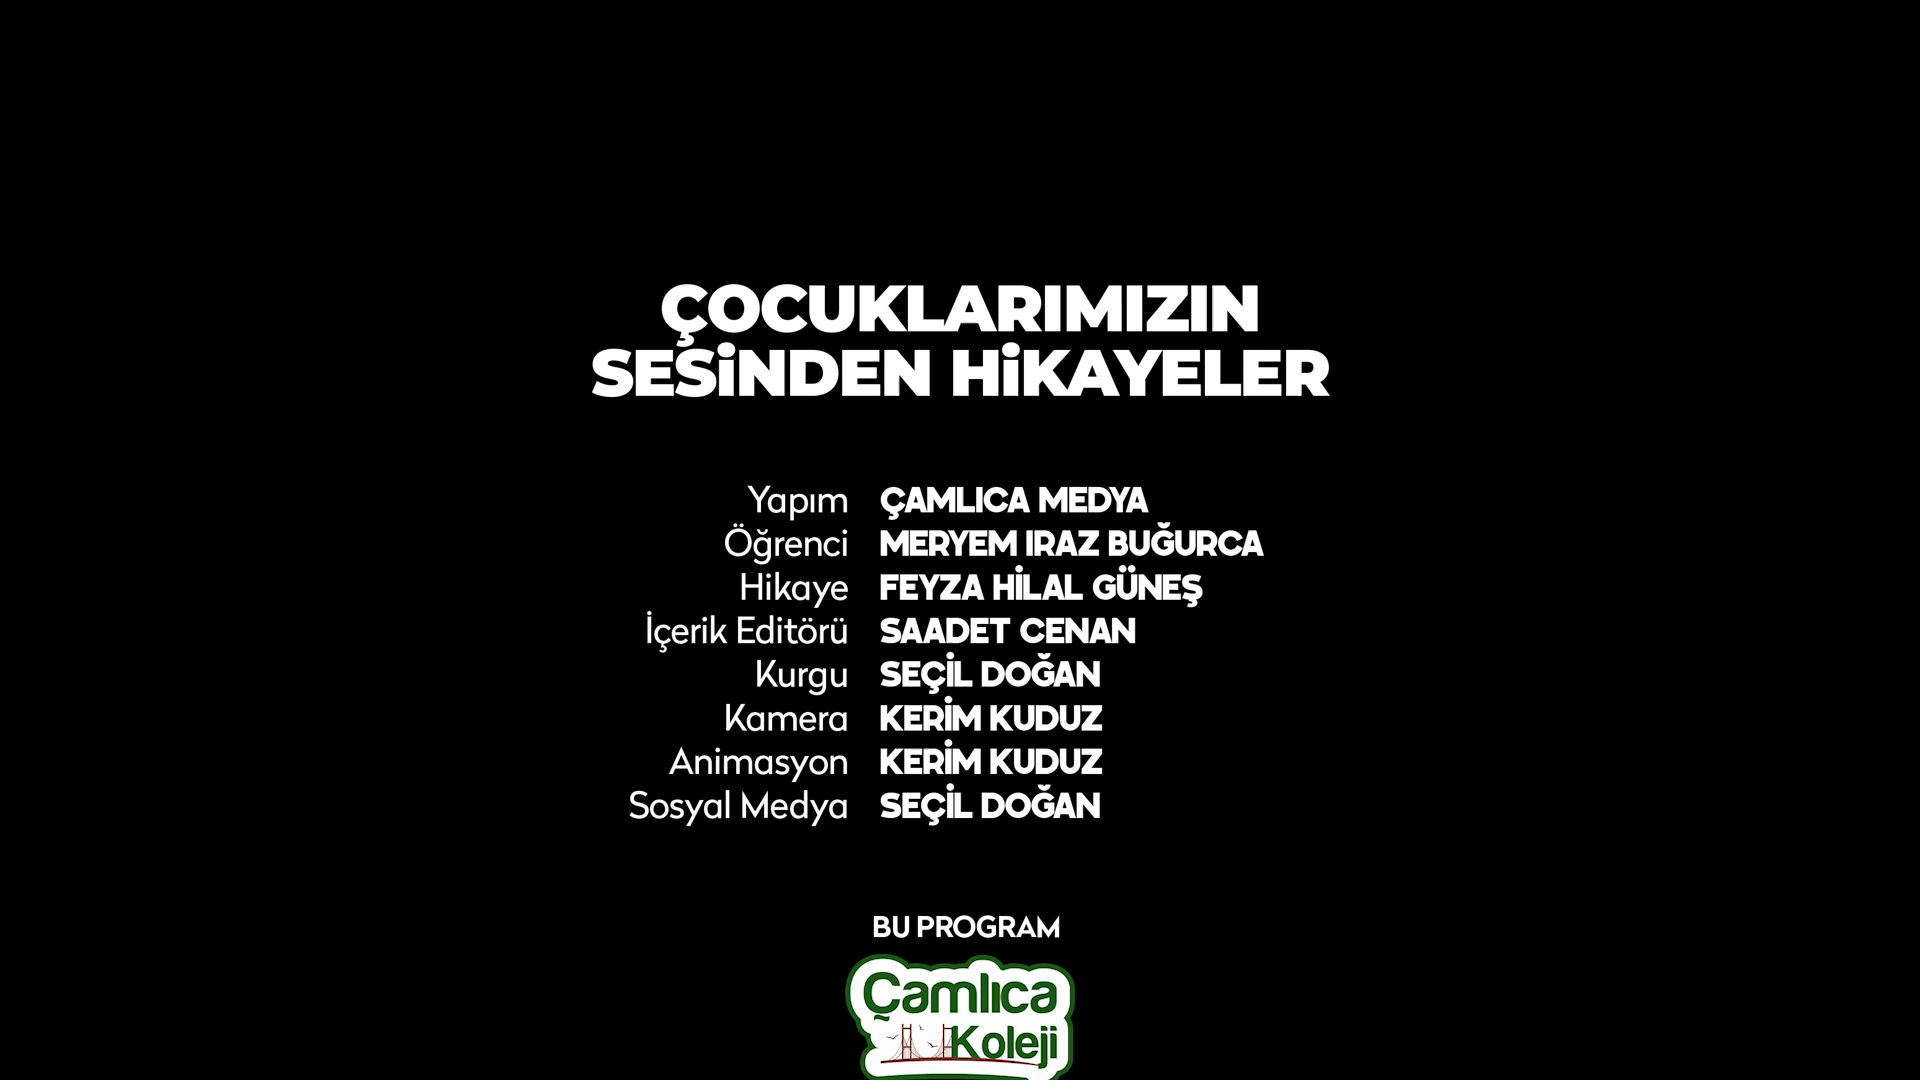 ÇOCUKLARIMIZIN
SESİNDEN HİKAYELER
Yapım ÇAMLICA MEDYA
Öğrenci MERYEM IRAZ BUĞURCA
Hikaye FEYZA HİLAL GÜNEŞ
İçerik Editörü SAADET CENAN
Kurgu SEÇİL DOĞAN
Kamera KERİM KUDUZ
Animasyon KERİM KUDUZ
Sosyal Medya SEÇİL DOĞAN
BU PROGRAM
Çamlıca
Koleji